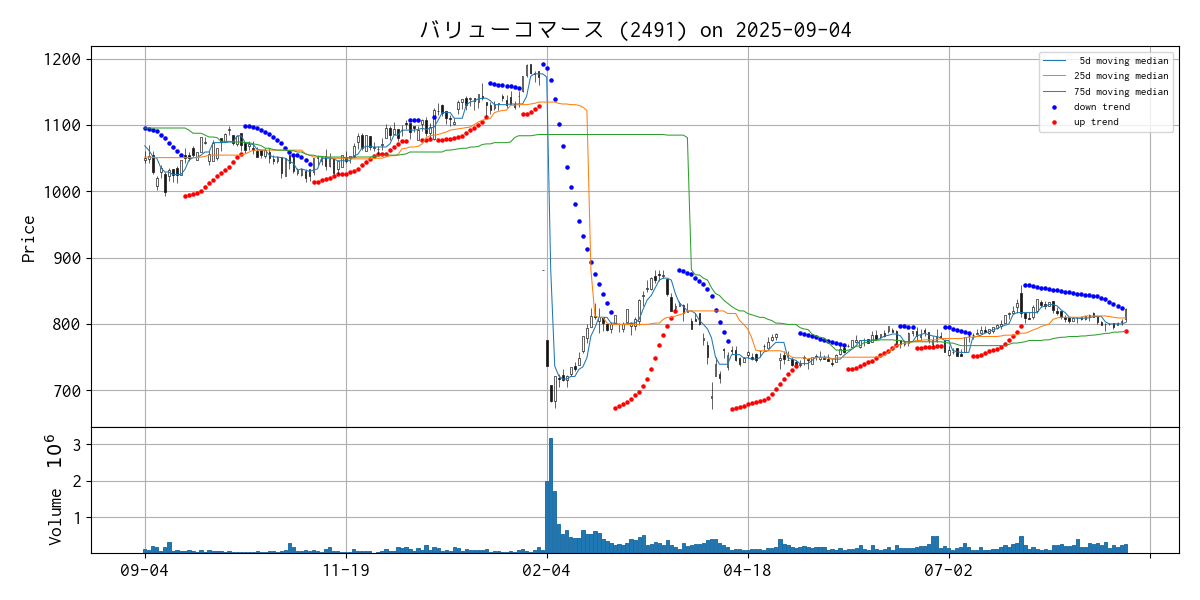 バリューコマース (2491) on 2025-09-04
5d moving median
25d moving median
75d moving median
down trend
up trend
1200
1100
1000
900
800
700
Price
3
2
1
Volume 10^6
09-04
11-19
02-04
04-18
07-02